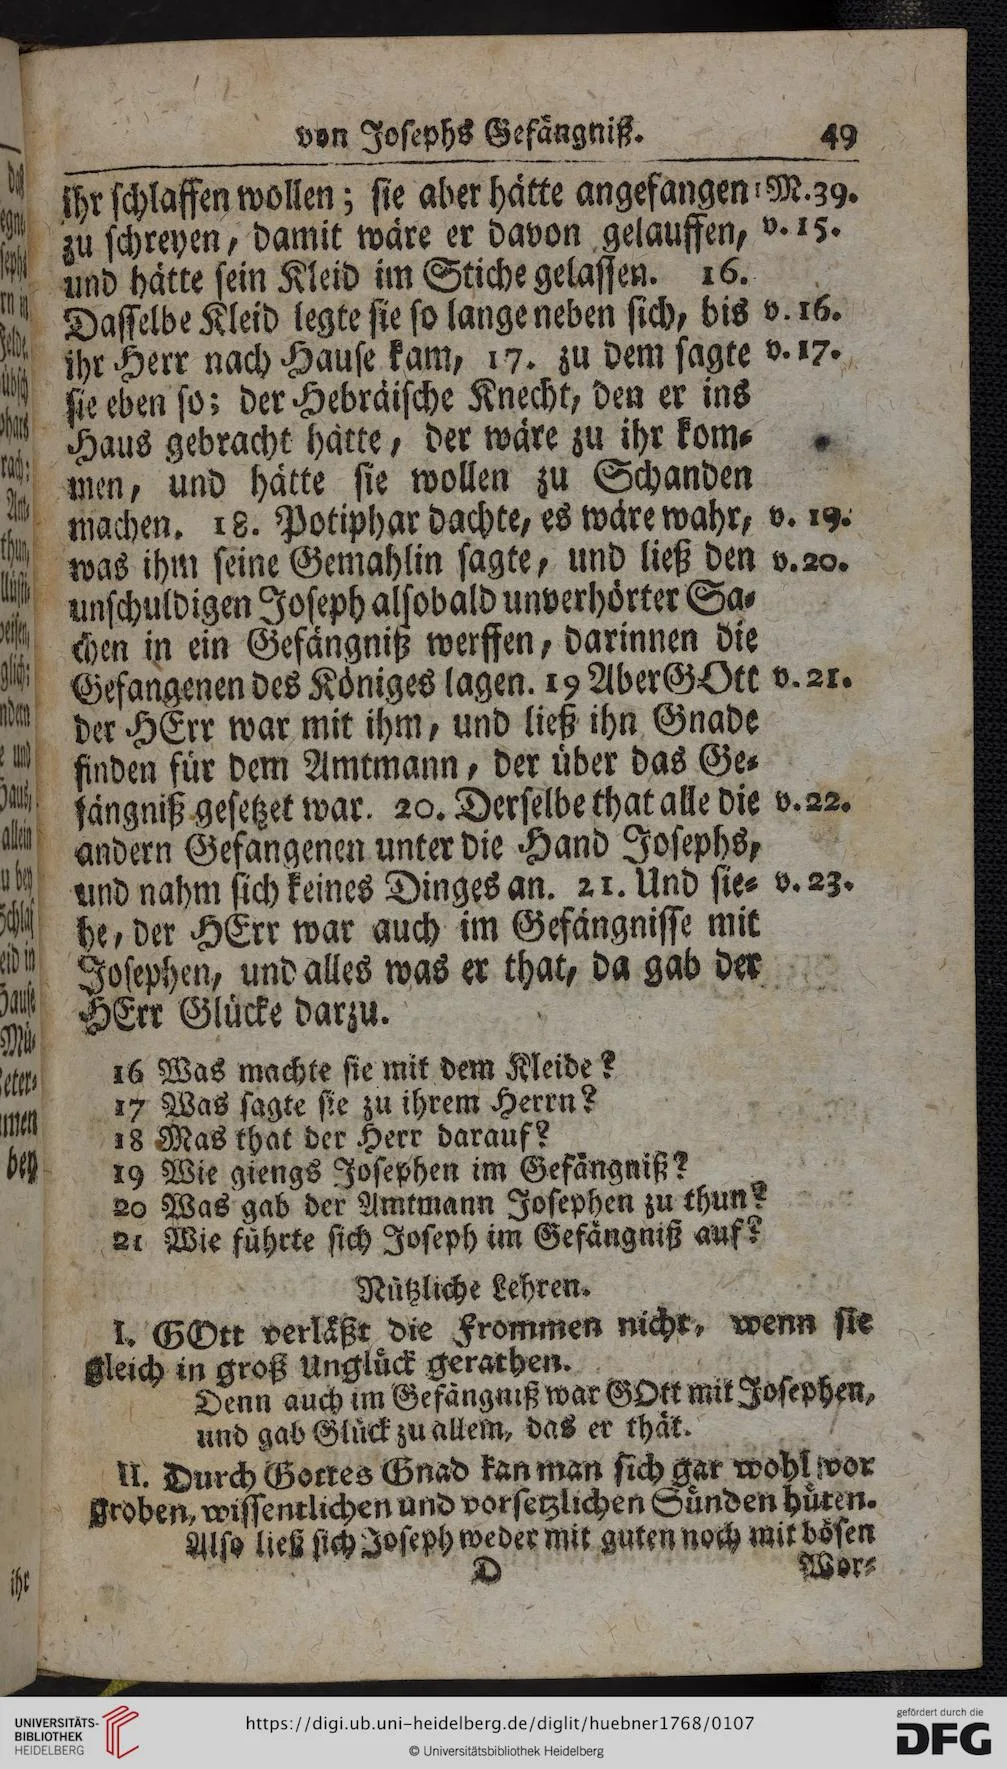 von Josephs Gefängniß. 49
ihr schlaffen wollen; sie aber hätte angefangen M.39.
zu schreyen, damit wäre er davon gelauffen, v.15.
und hätte sein Kleid im Stiche gelassen. 16.
Dasselbe Kleid legte sie so lange neben sich, bis v.16.
ihr Herr nach Hause kam, 17. zu dem sagte v.17.
sie eben so; der Hebräische Knecht, den er ins
Haus gebracht hätte, der wäre zu ihr kom-
men, und hätte sie wollen zu Schanden
machen. 18. Potiphar dachte, es wäre wahr, v. 19.
was ihm seine Gemahlin sagte, und ließ den v.20.
unschuldigen Joseph alsobald unverhörter Sa-
chen in ein Gefängniß werffen, darinnen die
Gefangenen des Königes lagen. 19 Aber GOtt v.21.
der HErr war mit ihm, und ließ ihn Gnade
finden für dem Amtmann, der über das Ge-
fängniß gesetzet war. 20. Derselbe that alle die v.22.
andern Gefangenen unter die Hand Josephs,
und nahm sich keines Dinges an. 21. Und sie- v.23.
he, der HErr war auch im Gefängnisse mit
Josephen, und alles was er that, da gab der
HErr Glücke darzu.
16 Was machte sie mit dem Kleide?
17 Was sagte sie zu ihrem Herrn?
18 Mas that der Herr darauf?
19 Wie giengs Josephen im Gefängniß?
20 Was gab der Amtmann Josephen zu thun?
21 Wie führte sich Joseph im Gefängniß auf?
Nützliche Lehren.
I. GOtt verläßt die Frommen nicht, wenn sie
gleich in groß Unglück gerathen.
Denn auch im Gefängniß war GOtt mit Josephen,
und gab Glück zu allem, das er thät.
II. Durch Gottes Gnad kan man sich gar wohl vor
groben, wissentlichen und vorsetzlichen Sünden hüten.
Also ließ sich Joseph weder mit guten noch mit bösen
D Wor-
ihr
UNIVERSITÄTS-
BIBLIOTHEK
HEIDELBERG
https://digi.ub.uni-heidelberg.de/diglit/huebner1768/0107
© Universitätsbibliothek Heidelberg
gefördert durch die
DFG